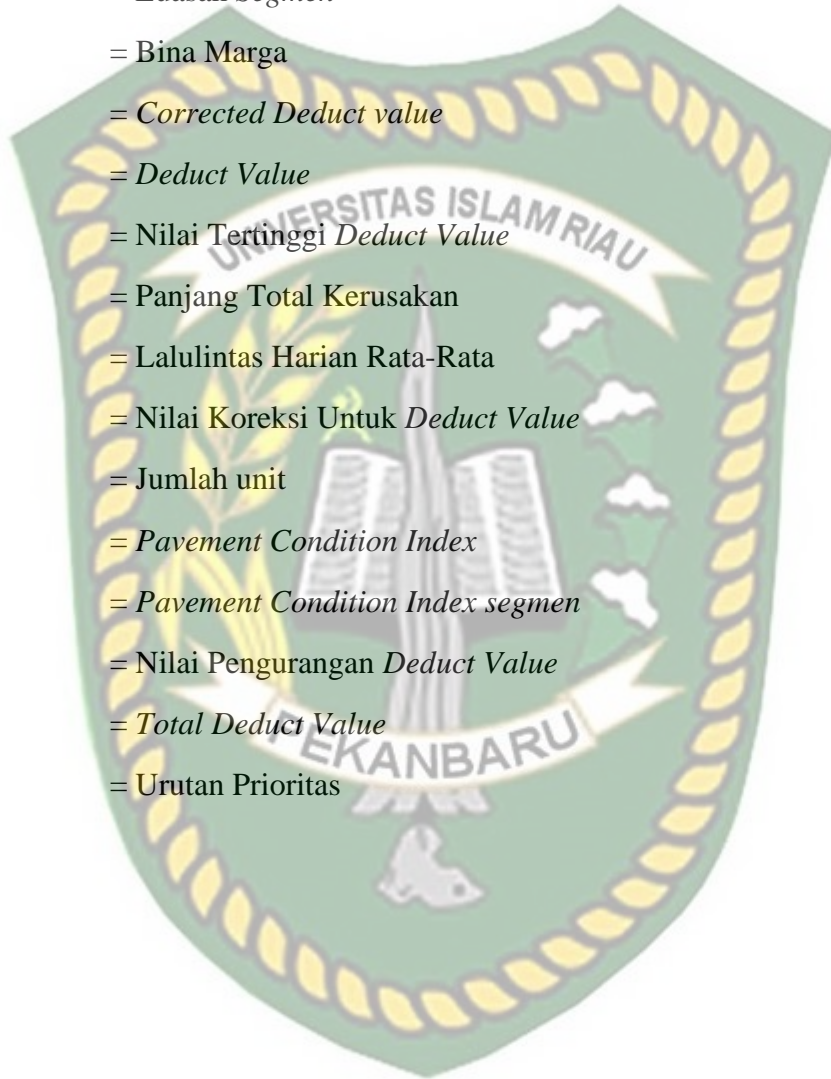 Luasan Segmen
= Bina Marga
= Corrected Deduct value
= Deduct Value
UNIVERSITAS ISLAM RIAU
= Nilai Tertinggi Deduct Value
= Panjang Total Kerusakan
= Lalulintas Harian Rata-Rata
= Nilai Koreksi Untuk Deduct Value
= Jumlah unit
= Pavement Condition Index
= Pavement Condition Index segmen
= Nilai Pengurangan Deduct Value
= Total Deduct Value
PEKANBARU
= Urutan Prioritas